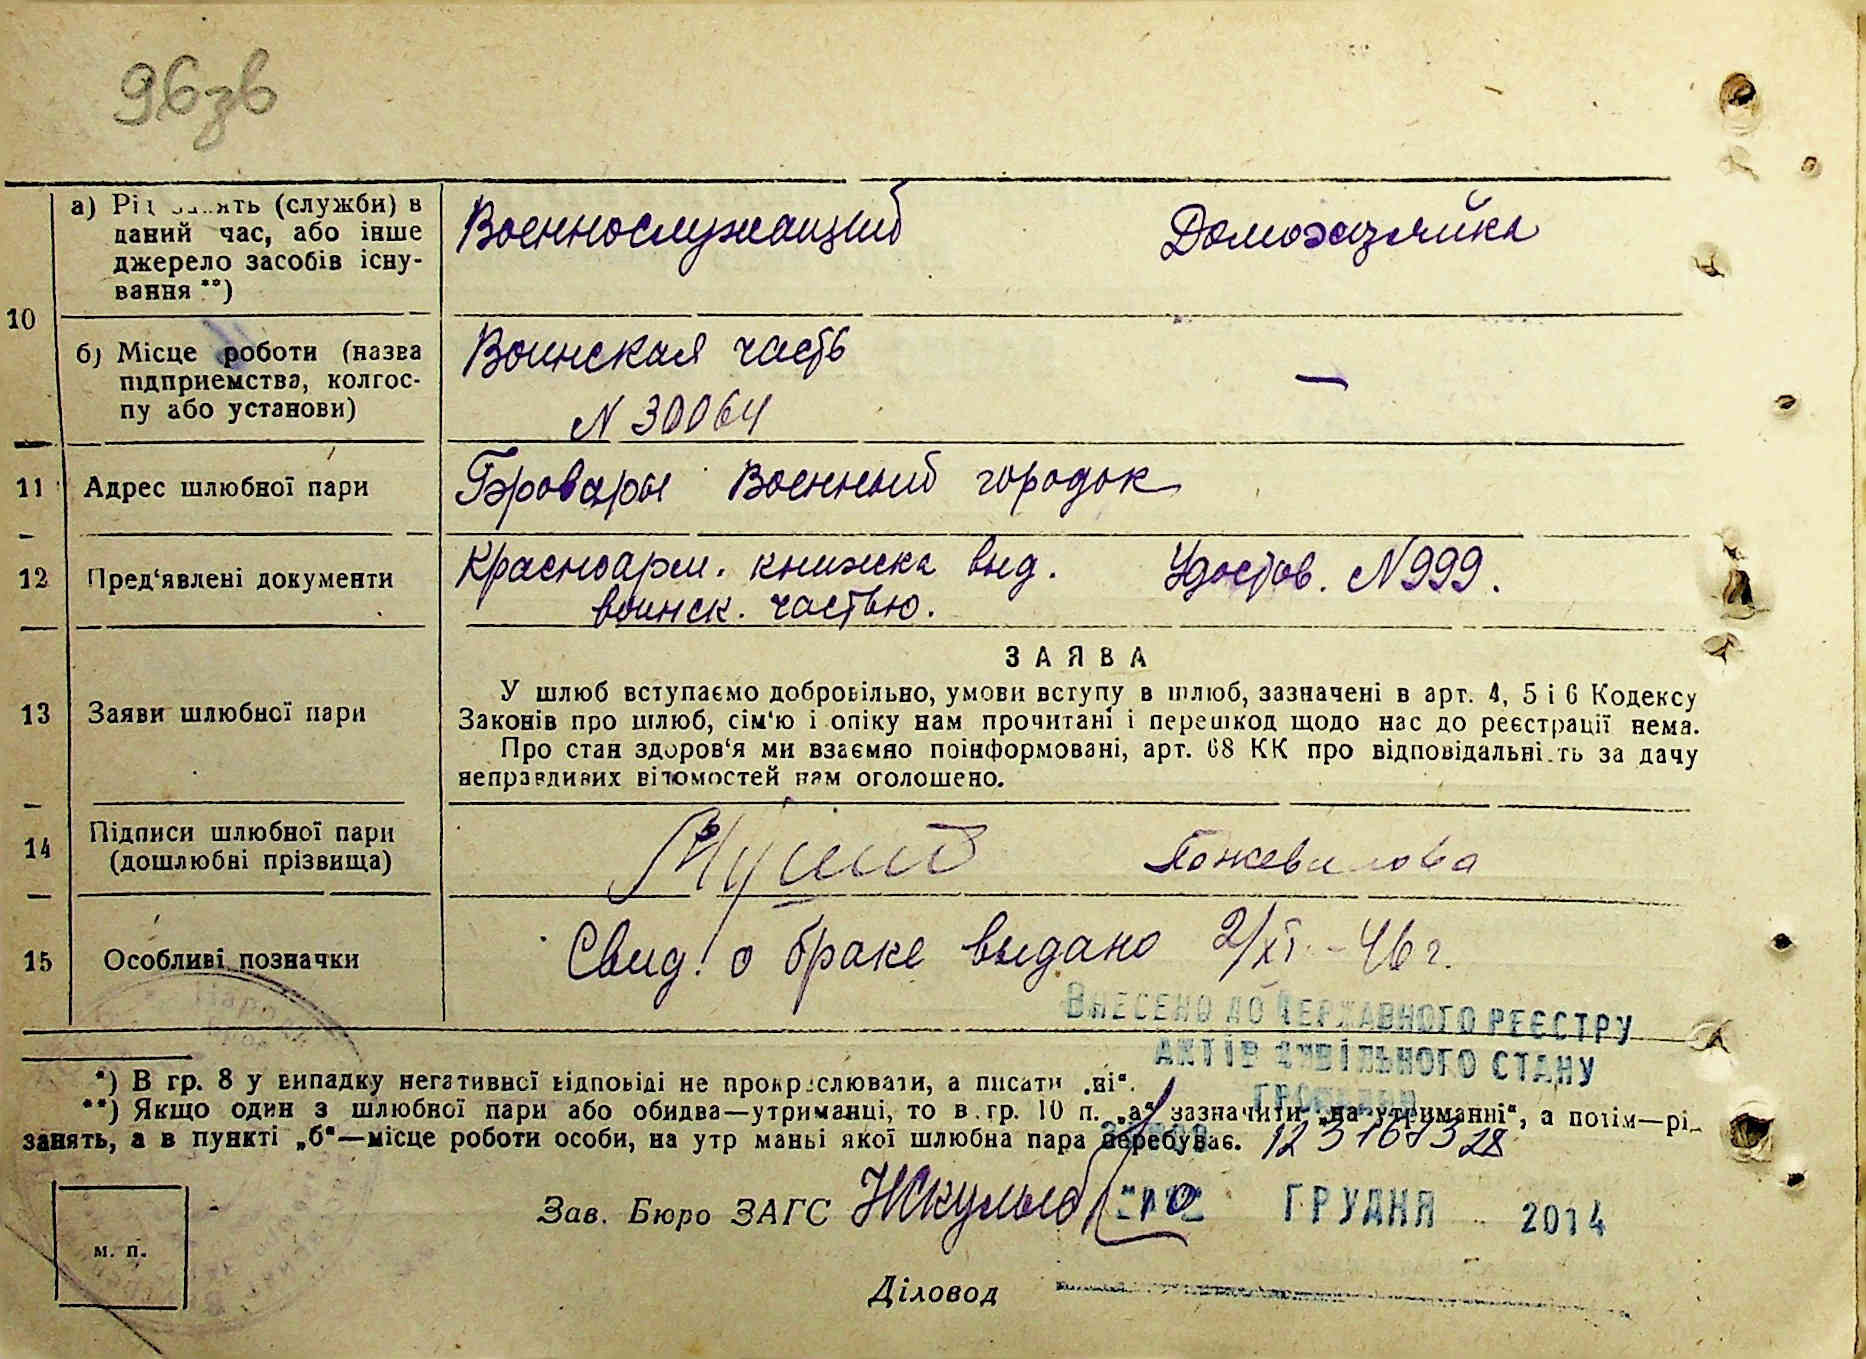 96зв
а) Рід занять (служби) в
даний час, або інше
джерело засобів існу-
вання **)
Военнослужащий Домохазяйка
10
б) Місце роботи (назва
підприємства, колгос-
пу або установи)
Воинская часть
N 30064
—
11 Адрес шлюбної пари Бровары Военный городок
12 Пред‘явлені документи Красноарм. книжка выд. Удостов. N 999.
воинск. частью.
ЗАЯВА
13 Заяви шлюбної пари
У шлюб вступаємо добровільно, умови вступу в шлюб, зазначені в арт. 4, 5 і 6 Кодексу
Законів про шлюб, сім‘ю і опіку нам прочитані і перешкод щодо нас до реєстрації нема.
Про стан здоров‘я ми взаємно поінформовані, арт. 68 КК про відповідальність за дачу
неправдивих відомостей нам оголошено.
14 Підписи шлюбної пари
(дошлюбні прізвища)
15 Особливі позначки Свид. о браке выдано 2/XI - 46 г.
ВНЕСЕНО ДО ДЕРЖАВНОГО РЕЄСТРУ
АКТІВ ЦИВІЛЬНОГО СТАНУ
ГРОМАДЯН
*) В гр. 8 у випадку негативної відповіді не прокреслювати, а писати „ні“.
**) Якщо один з шлюбної пари або обидва—утриманці, то в гр. 10 п. „а“ зазначити „на утриманні“, а потім—рід
занять, а в пункті „б“—місце роботи особи, на утриманні якої шлюбна пара перебуває.
Зав. Бюро ЗАГС
ГРУДНЯ 2014
м. п.
Діловод